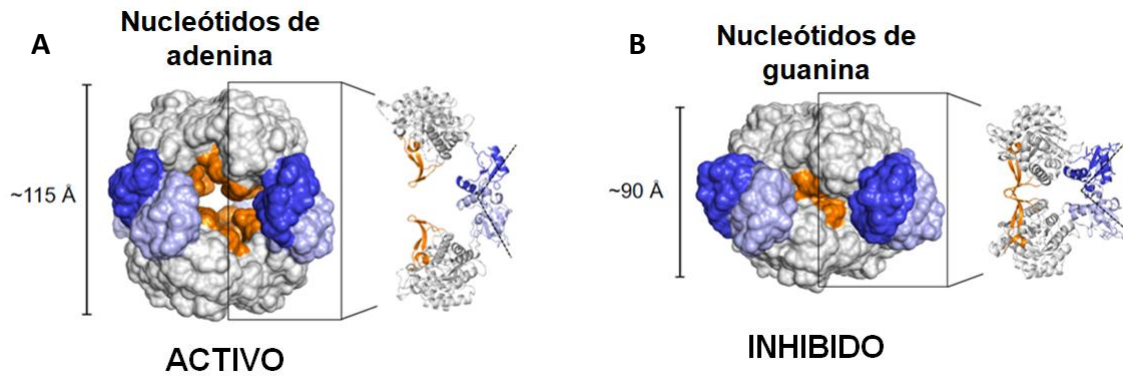 A
Nucleótidos de
adenina
~115 Å
ACTIVO
B
Nucleótidos de
guanina
~90 Å
INHIBIDO